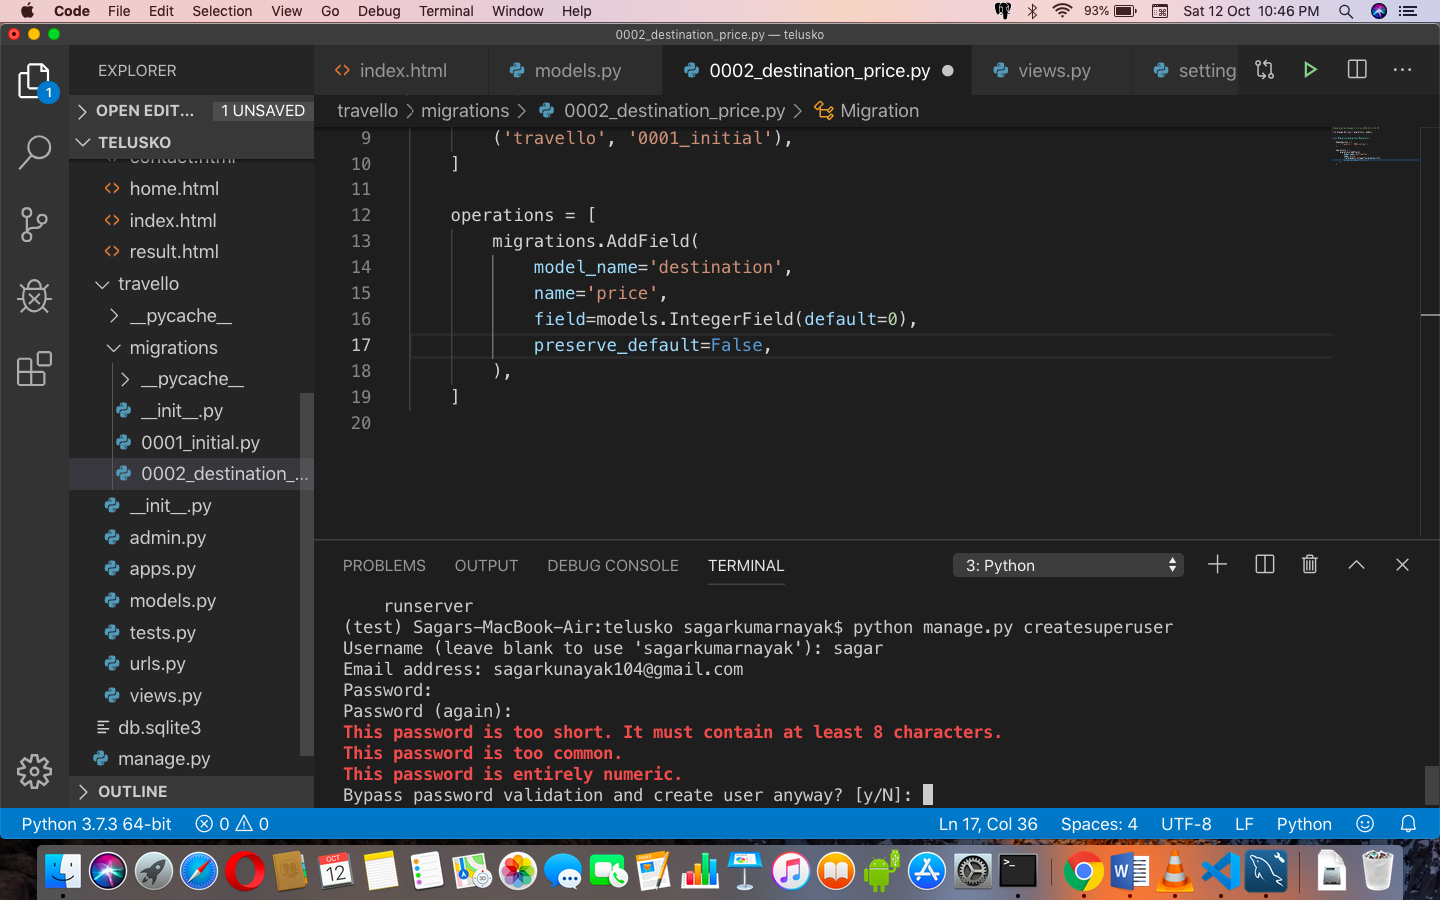 Code File Edit Selection View Go Debug Terminal Window Help 93% Sat 12 Oct 10:46 PM
0002_destination_price.py — telusko
EXPLORER
1
OPEN EDIT... 1 UNSAVED
TELUSKO
contact.html
home.html
index.html
result.html
travello
__pycache__
migrations
__pycache__
__init__.py
0001_initial.py
0002_destination_...
__init__.py
admin.py
apps.py
models.py
tests.py
urls.py
views.py
db.sqlite3
manage.py
OUTLINE
index.html models.py 0002_destination_price.py views.py setting
travello > migrations > 0002_destination_price.py > Migration
9 ('travello', '0001_initial'),
10 ]
11
12 operations = [
13 migrations.AddField(
14 model_name='destination',
15 name='price',
16 field=models.IntegerField(default=0),
17 preserve_default=False,
18 ),
19 ]
20
PROBLEMS OUTPUT DEBUG CONSOLE TERMINAL 3: Python
runserver
(test) Sagars-MacBook-Air:telusko sagarkumarnayak$ python manage.py createsuperuser
Username (leave blank to use 'sagarkumarnayak'): sagar
Email address: sagarkunayak104@gmail.com
Password:
Password (again):
This password is too short. It must contain at least 8 characters.
This password is too common.
This password is entirely numeric.
Bypass password validation and create user anyway? [y/N]:
Python 3.7.3 64-bit 0 0 Ln 17, Col 36 Spaces: 4 UTF-8 LF Python
OCT
12